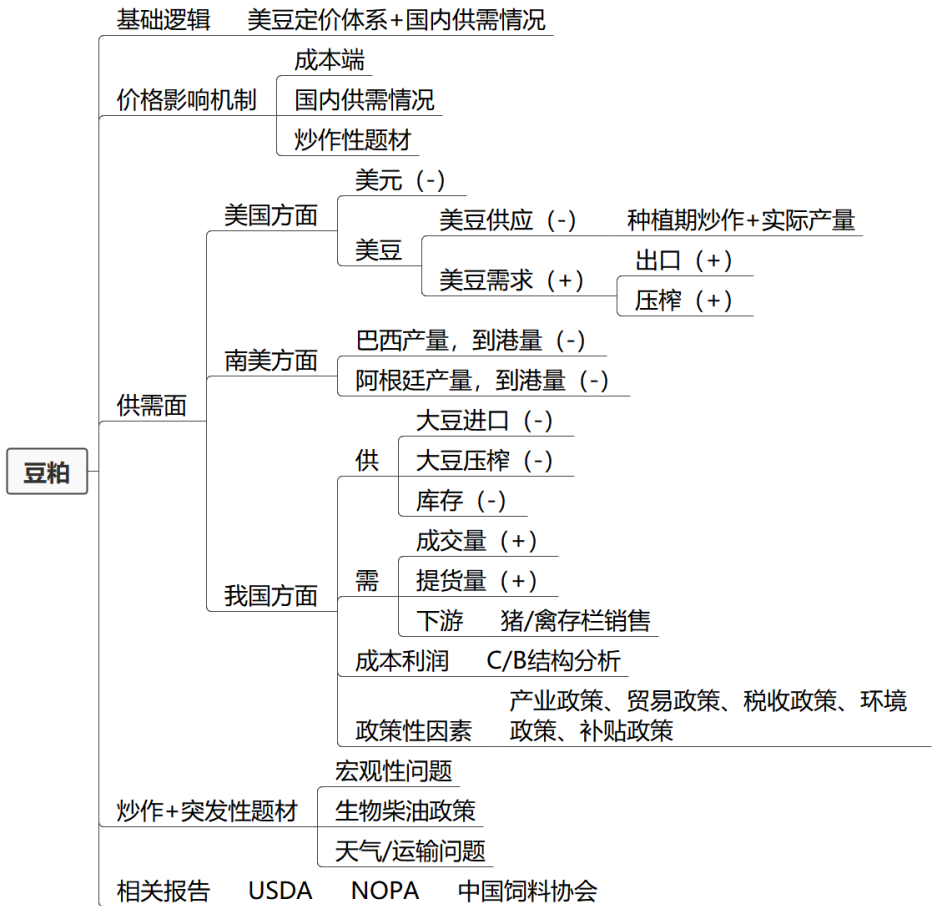 基础逻辑 美豆定价体系+国内供需情况
成本端
价格影响机制 国内供需情况
炒作性题材
美元（-）
美国方面
美豆供应（-） 种植期炒作+实际产量
美豆
出口（+）
美豆需求（+）
压榨（+）
巴西产量，到港量（-）
南美方面
阿根廷产量，到港量（-）
供需面
大豆进口（-）
供 大豆压榨（-）
库存（-）
豆粕
成交量（+）
需 提货量（+）
我国方面
下游 猪/禽存栏销售
成本利润 C/B结构分析
产业政策、贸易政策、税收政策、环境
政策性因素 政策、补贴政策
宏观性问题
炒作+突发性题材 生物柴油政策
天气/运输问题
相关报告 USDA NOPA 中国饲料协会